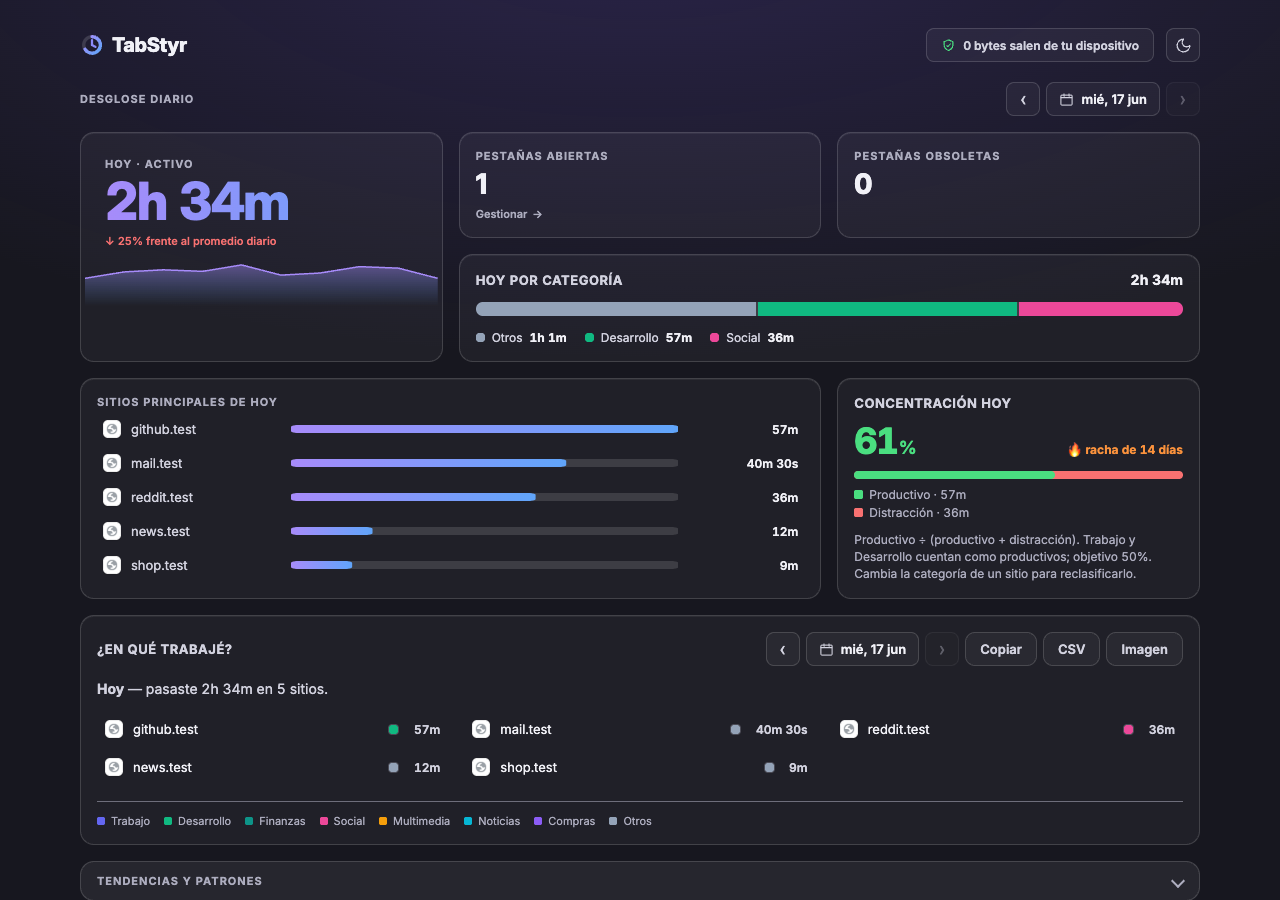 TabStyr
0 bytes salen de tu dispositivo
DESGLOSE DIARIO
mié, 17 jun
HOY · ACTIVO
2h 34m
↓ 25% frente al promedio diario
PESTAÑAS ABIERTAS
1
Gestionar →
PESTAÑAS OBSOLETAS
0
HOY POR CATEGORÍA
2h 34m
Otros 1h 1m Desarrollo 57m Social 36m
SITIOS PRINCIPALES DE HOY
github.test 57m
mail.test 40m 30s
reddit.test 36m
news.test 12m
shop.test 9m
CONCENTRACIÓN HOY
61%
🔥 racha de 14 días
Productivo · 57m
Distracción · 36m
Productivo ÷ (productivo + distracción). Trabajo y
Desarrollo cuentan como productivos; objetivo 50%.
Cambia la categoría de un sitio para reclasificarlo.
¿EN QUÉ TRABAJÉ?
mié, 17 jun
Copiar
CSV
Imagen
Hoy — pasaste 2h 34m en 5 sitios.
github.test 57m mail.test 40m 30s reddit.test 36m
news.test 12m shop.test 9m
Trabajo Desarrollo Finanzas Social Multimedia Noticias Compras Otros
TENDENCIAS Y PATRONES